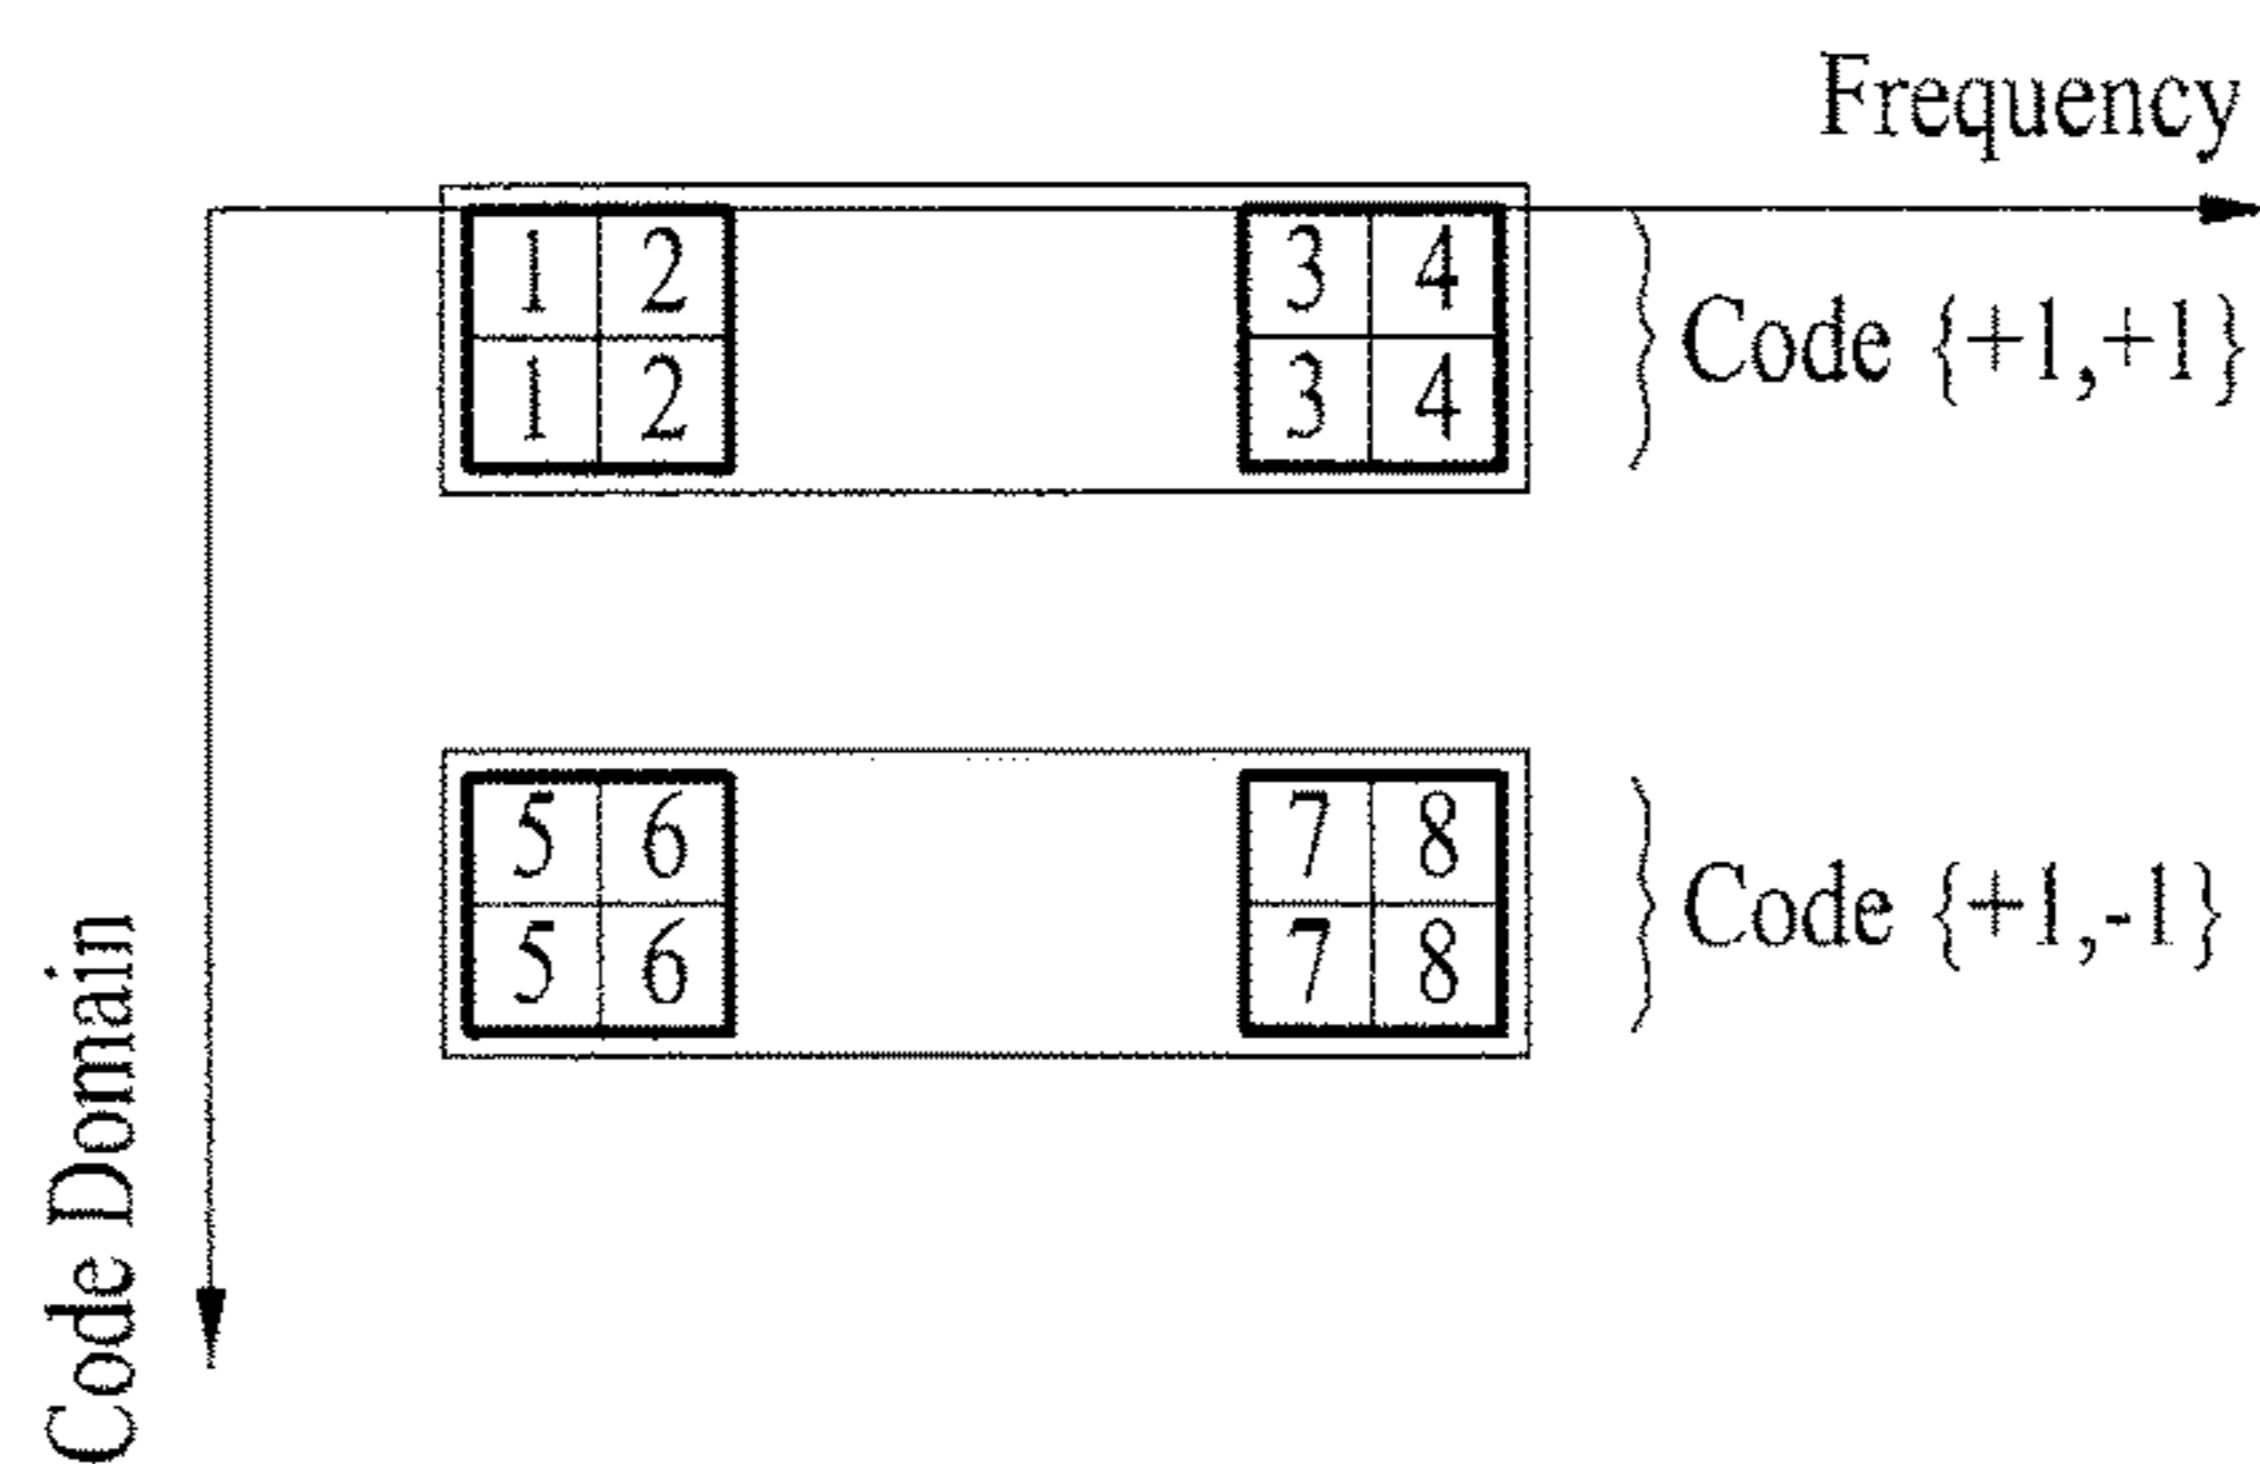 Frequency
1 2 3 4
Code {+1,+1}
1 2 3 4
5 6 7 8
Code {+1,-1}
5 6 7 8
Code Domain